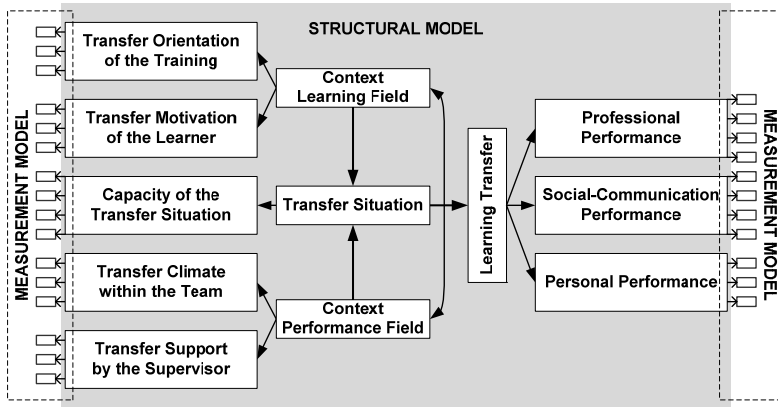 STRUCTURAL MODEL
MEASUREMENT MODEL
Transfer Orientation
of the Training
Transfer Motivation
of the Learner
Capacity of the
Transfer Situation
Transfer Climate
within the Team
Transfer Support
by the Supervisor
Context
Learning Field
Transfer Situation
Context
Performance Field
Learning Transfer
Professional
Performance
Social-Communication
Performance
Personal Performance
MEASUREMENT MODEL